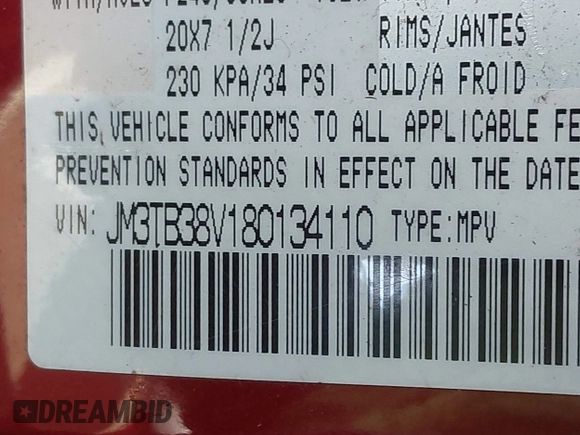 20X7 1/2J RIMS/JANTES
230 KPA/34 PSI COLD/A FROID
THIS VEHICLE CONFORMS TO ALL APPLICABLE FE
PREVENTION STANDARDS IN EFFECT ON THE DATE
VIN: JM3TB38V180134110 TYPE:MPV
DREAMBID